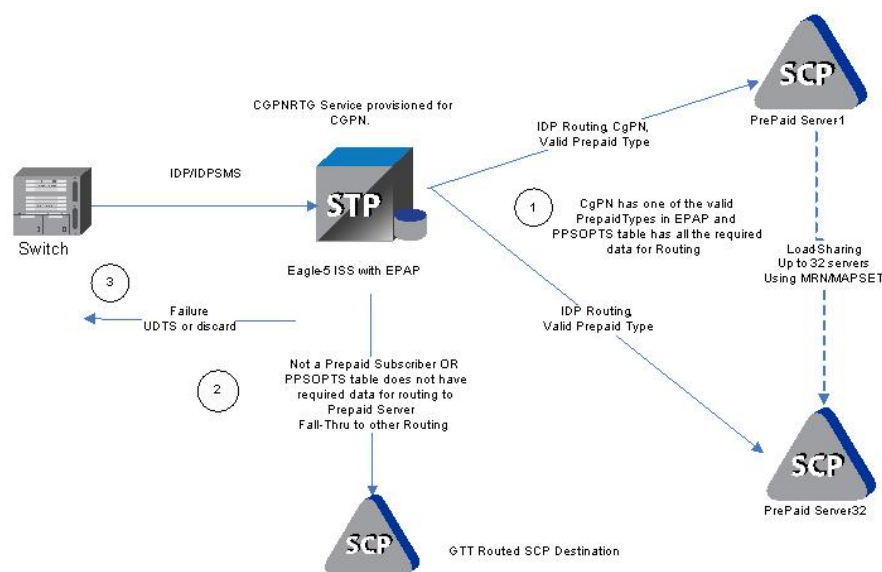 SCP
PrePaid Server1
CGPNRTG Service provisioned for
CGPN.
IDP Routing, CgPN,
Valid Prepaid Type
IDP/IDPSMS
STP
Switch
Eagle-5 ISS with EPAP
1
CgPN has one of the valid
PrepaidTypes in EPAP and
PPSOPTS table has all the required
data for Routing
Load-Sharing
Up to 32 servers
Using MRN/MAPSET
3
Failure
UDTS or discard
IDP Routing,
Valid Prepaid Type
2
Not a Prepaid Subscriber OR
PPSOPTS table does not have
required data for routing to
Prepaid Server
Fall-Thru to other Routing
SCP
PrePaid Server32
SCP
GTT Routed SCP Destination